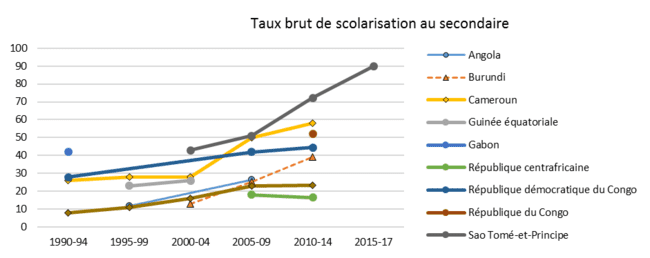 Taux brut de scolarisation au secondaire
100
90
80
70
60
50
40
30
20
10
0
1990-94 1995-99 2000-04 2005-09 2010-14 2015-17
Angola
Burundi
Cameroun
Guinée équatoriale
Gabon
République centrafricaine
République démocratique du Congo
République du Congo
Sao Tomé-et-Principe